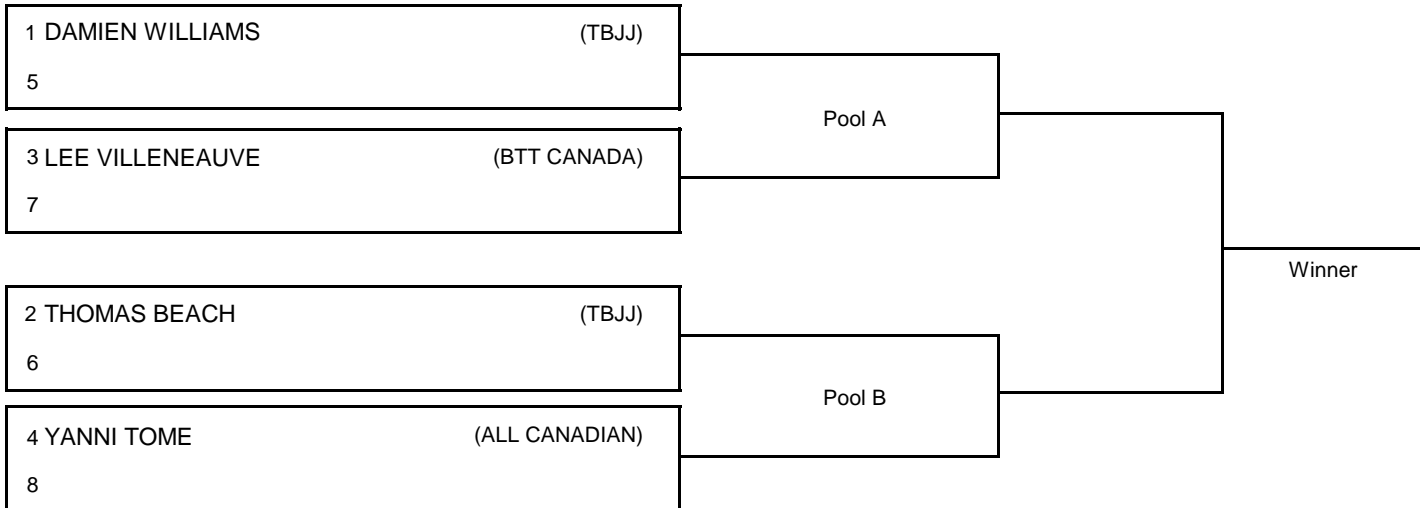 1 DAMIEN WILLIAMS (TBJJ)
5
Pool A
3 LEE VILLENEAUVE (BTT CANADA)
7
Winner
2 THOMAS BEACH (TBJJ)
6
Pool B
4 YANNI TOME (ALL CANADIAN)
8